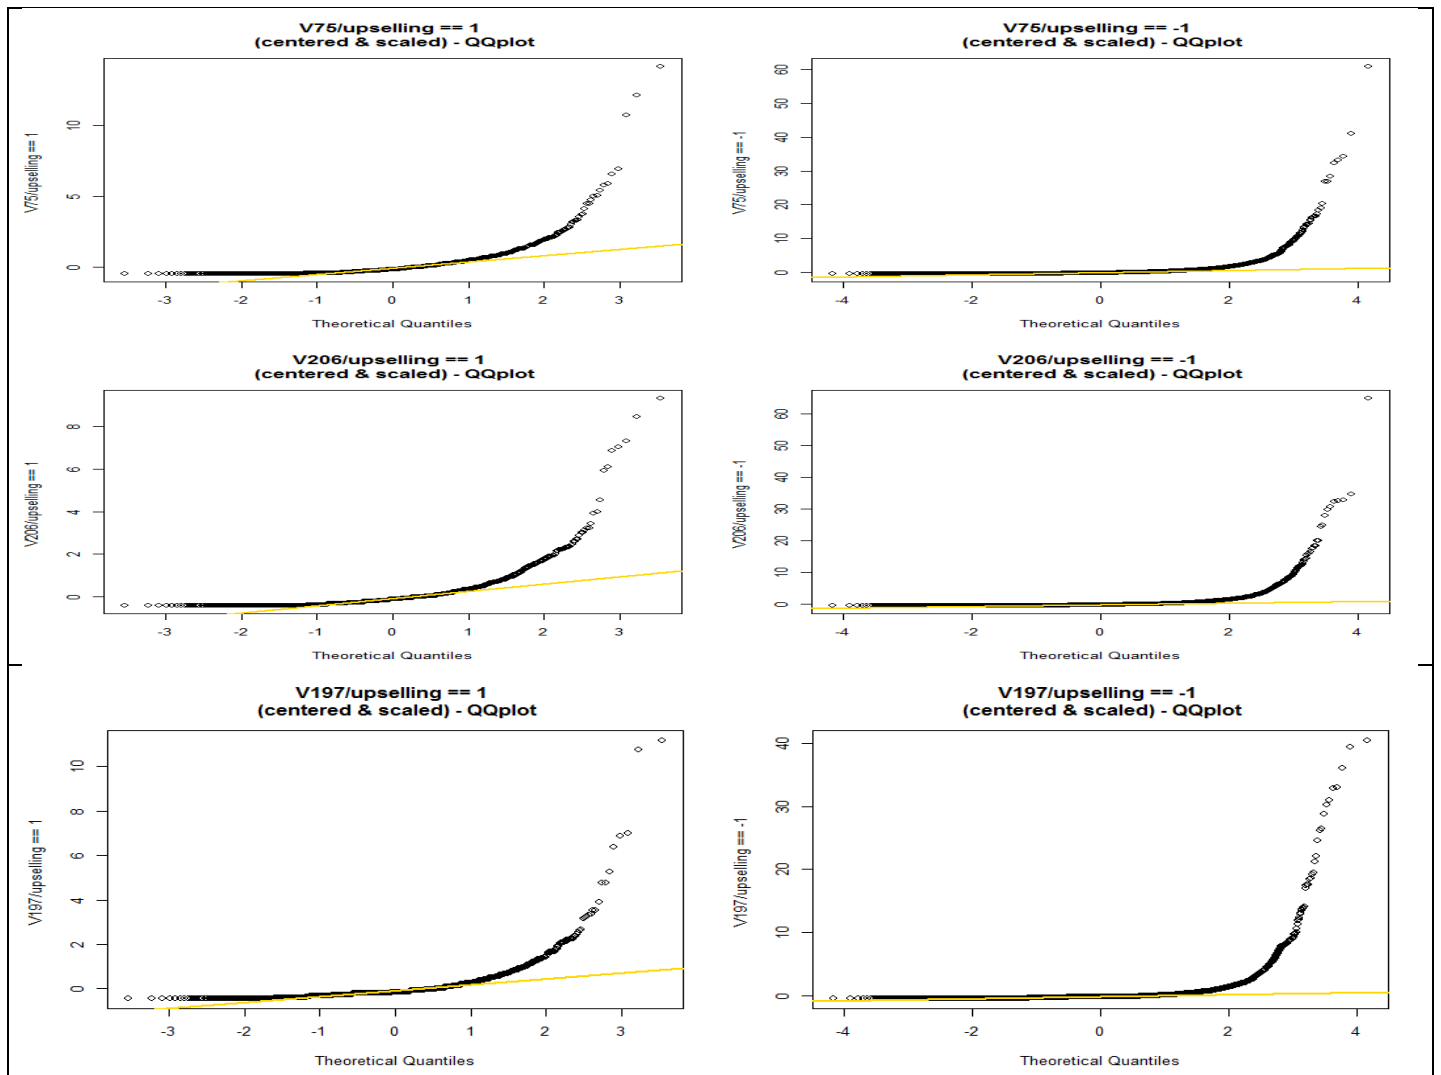 V75/upselling == 1
(centered & scaled) - QQplot
V75/upselling == 1
10
5
0
-3 -2 -1 0 1 2 3
Theoretical Quantiles
V75/upselling == -1
(centered & scaled) - QQplot
V75/upselling == -1
60
50
40
30
20
10
0
-4 -2 0 2 4
Theoretical Quantiles
V206/upselling == 1
(centered & scaled) - QQplot
V206/upselling == 1
8
6
4
2
0
-3 -2 -1 0 1 2 3
Theoretical Quantiles
V206/upselling == -1
(centered & scaled) - QQplot
V206/upselling == -1
60
50
40
30
20
10
0
-4 -2 0 2 4
Theoretical Quantiles
V197/upselling == 1
(centered & scaled) - QQplot
V197/upselling == 1
10
8
6
4
2
0
-3 -2 -1 0 1 2 3
Theoretical Quantiles
V197/upselling == -1
(centered & scaled) - QQplot
V197/upselling == -1
40
30
20
10
0
-4 -2 0 2 4
Theoretical Quantiles